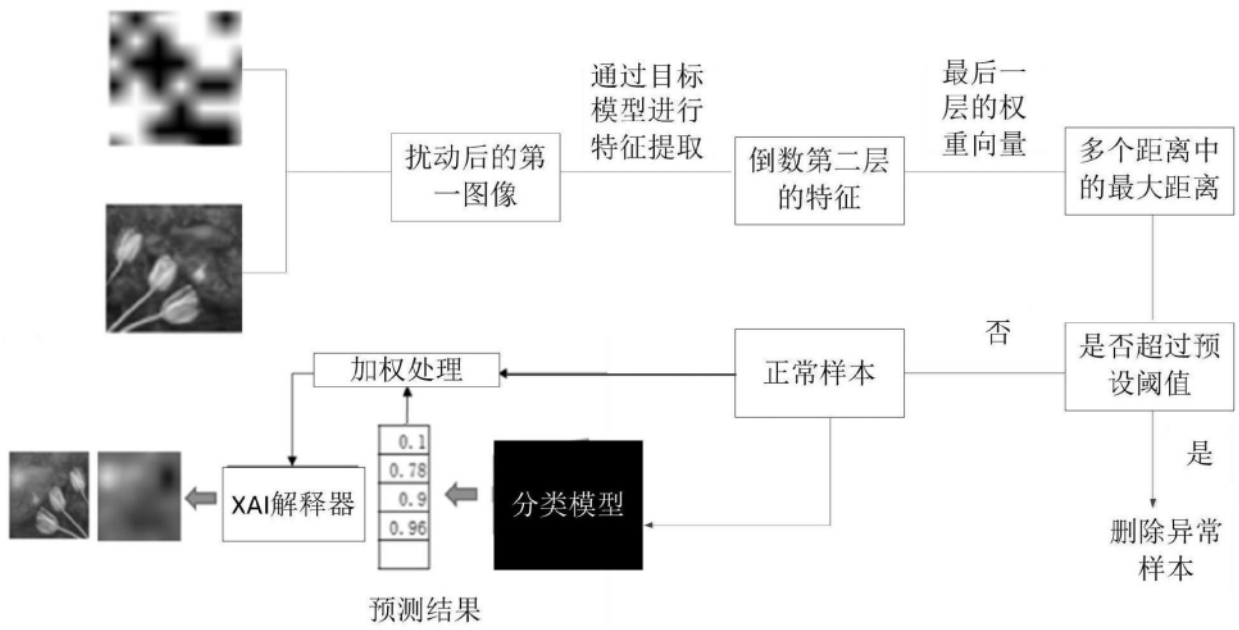 通过目标
模型进行
特征提取
最后一
层的权
重向量
扰动后的第
一图像
倒数第二层
的特征
多个距离中
的最大距离
否
是否超过预
设阈值
正常样本
加权处理
是
0.1
0.78
0.9
0.96
分类模型
XAI解释器
删除异常
样本
预测结果